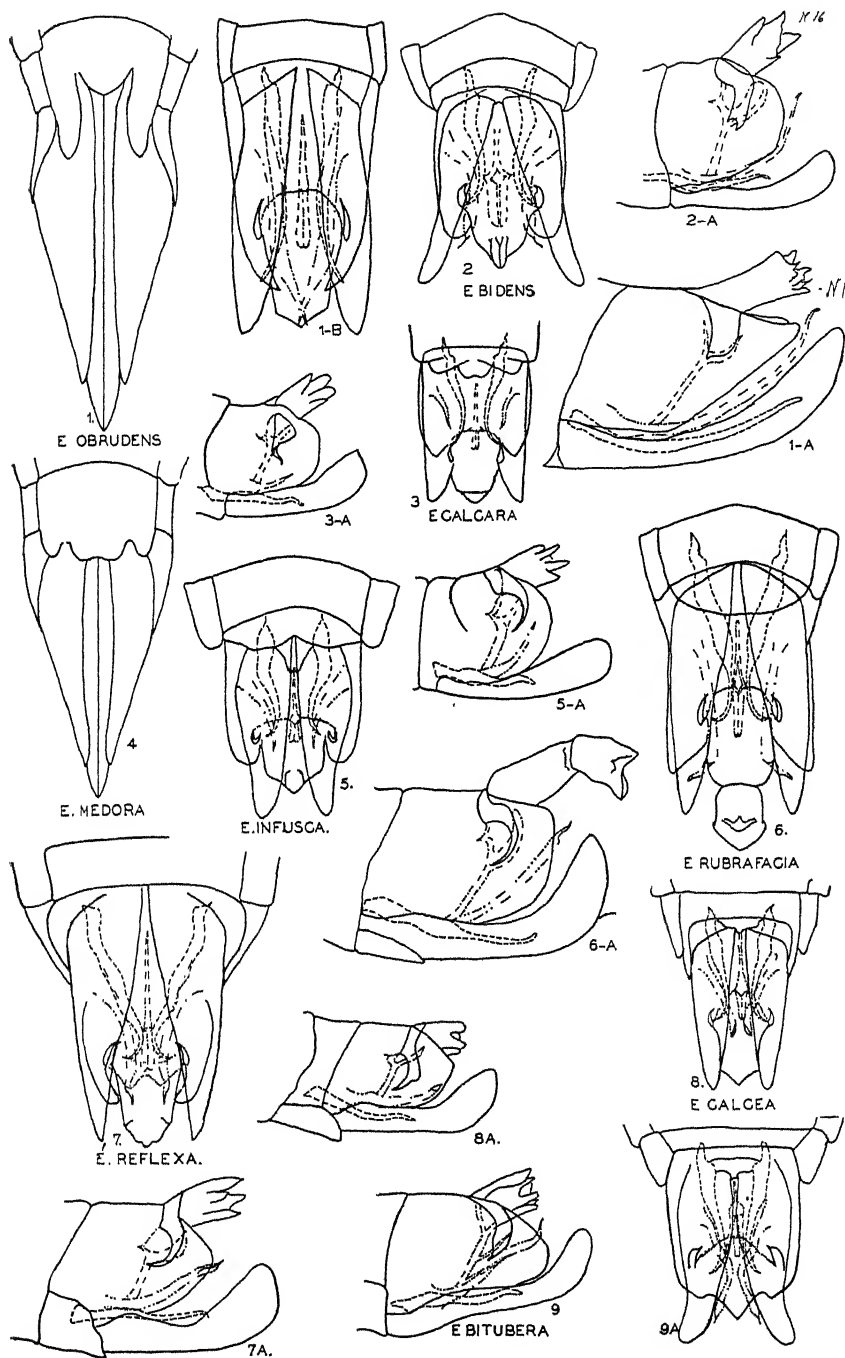 1.
E OBRUDENS
1-B
2
E BIDENS
2-A
1-A
3-A
3
E CALCARA
4
E. MEDORA
5.
E. INFUSCA.
5-A
6-A
6.
E RUBRAFACIA
7.
E. REFLEXA.
8A.
8.
E CALCEA
7A.
9
E BITUBERA
9A